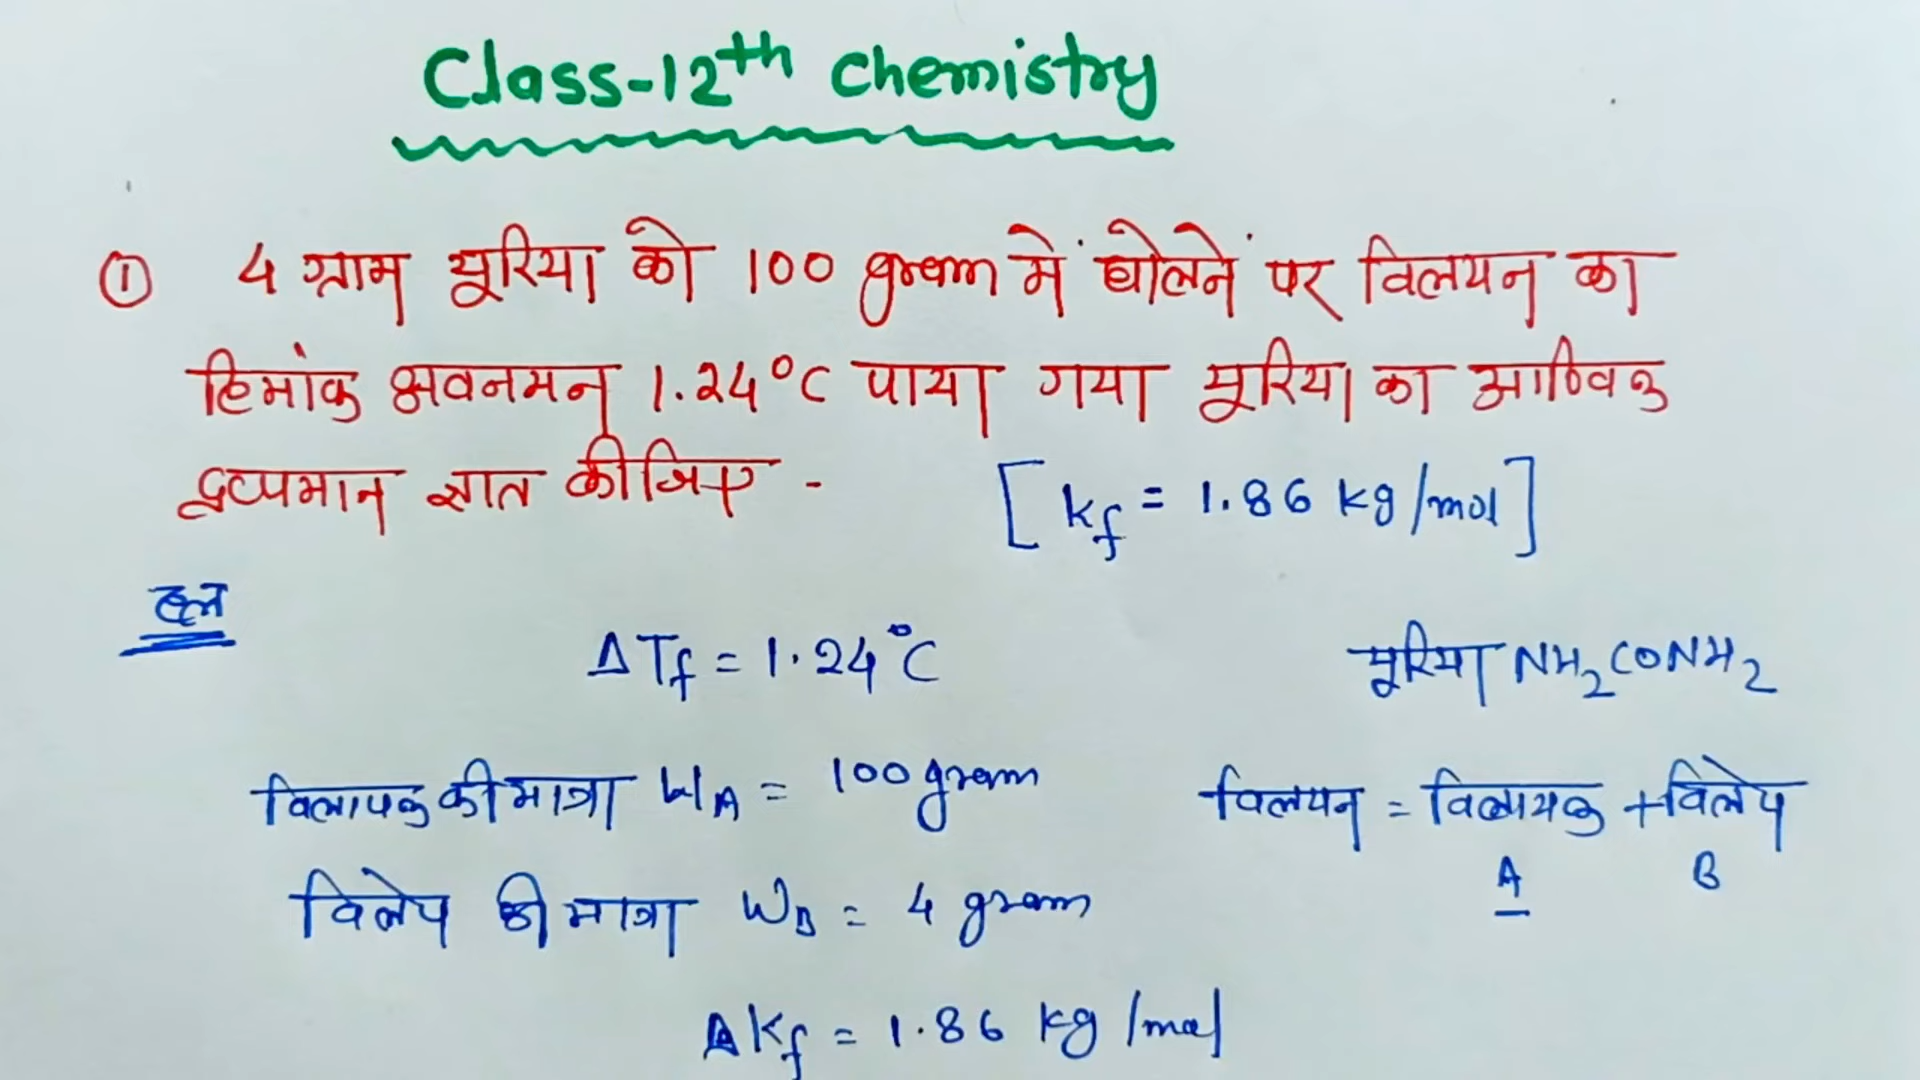 Class-12th Chemistry
① 4 ग्राम यूरिया को 100 gram में घोलने पर विलयन का
हिमांक अवनमन 1.24°C पाया गया यूरिया का आण्विक
द्रव्यमान ज्ञात कीजिए - [ Kf = 1.86 kg/mol ]
हल
ΔTf = 1.24°C यूरिया NH2CONH2
विलायक की मात्रा WA = 100 gram विलयन = विलायक + विलेय
A B
विलेय की मात्रा WB = 4 gram
Kf = 1.86 kg/mol